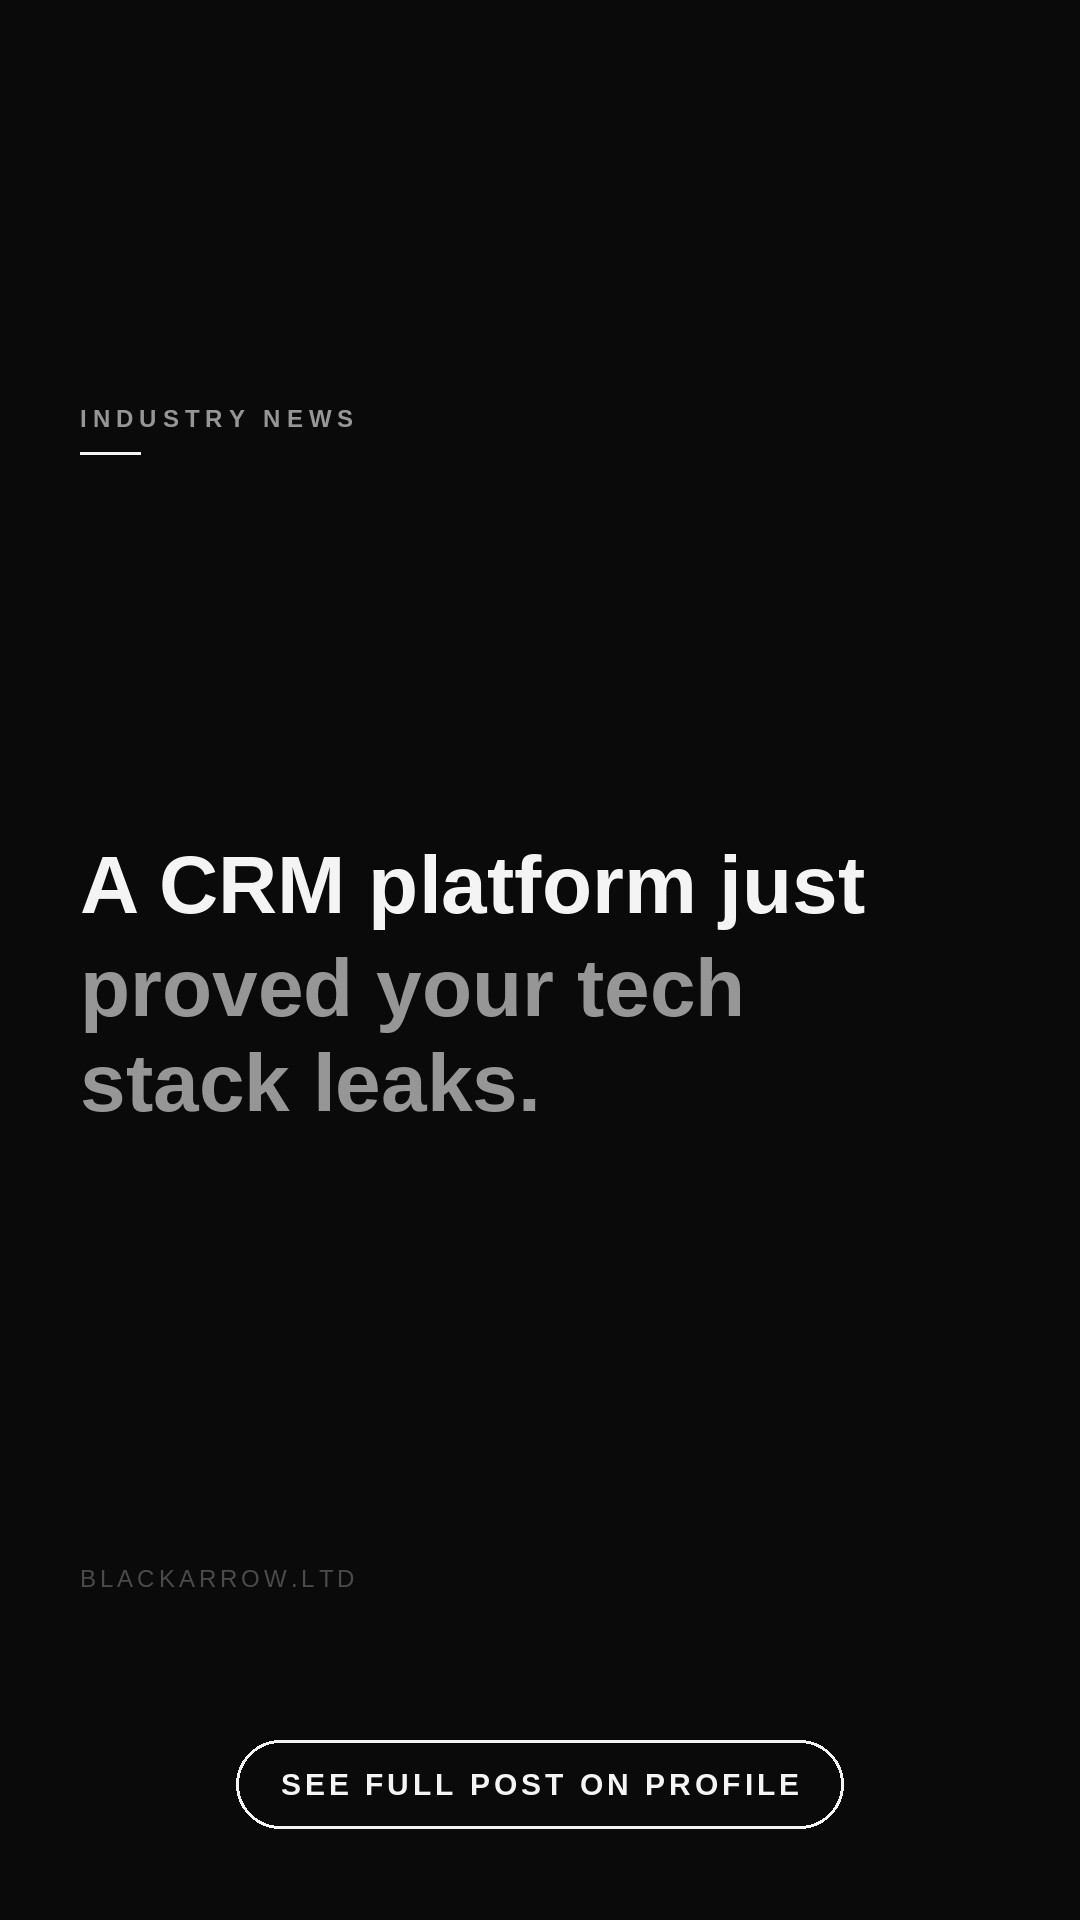 INDUSTRY NEWS
A CRM platform just
proved your tech
stack leaks.
BLACKARROW.LTD
SEE FULL POST ON PROFILE